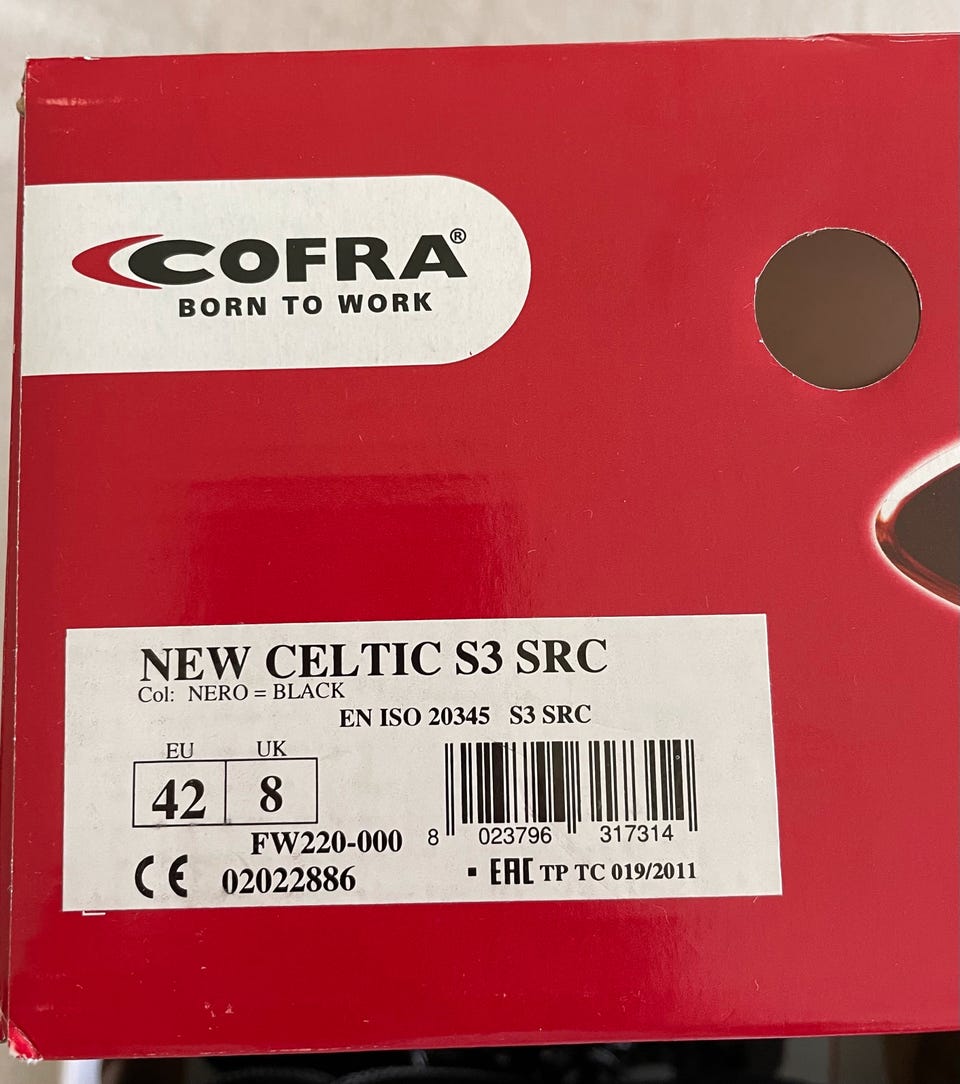 COFRA®
BORN TO WORK
NEW CELTIC S3 SRC
Col: NERO = BLACK
EN ISO 20345 S3 SRC
EU UK
42 8
FW220-000
8 023796 317314
CE 02022886
EAC TP TC 019/2011